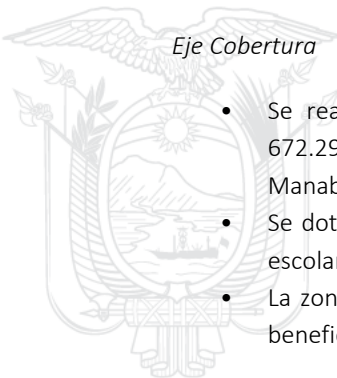 Eje Cobertura
• Se rea
672.29
Manab
• Se dot
escolar
• La zon
benefic